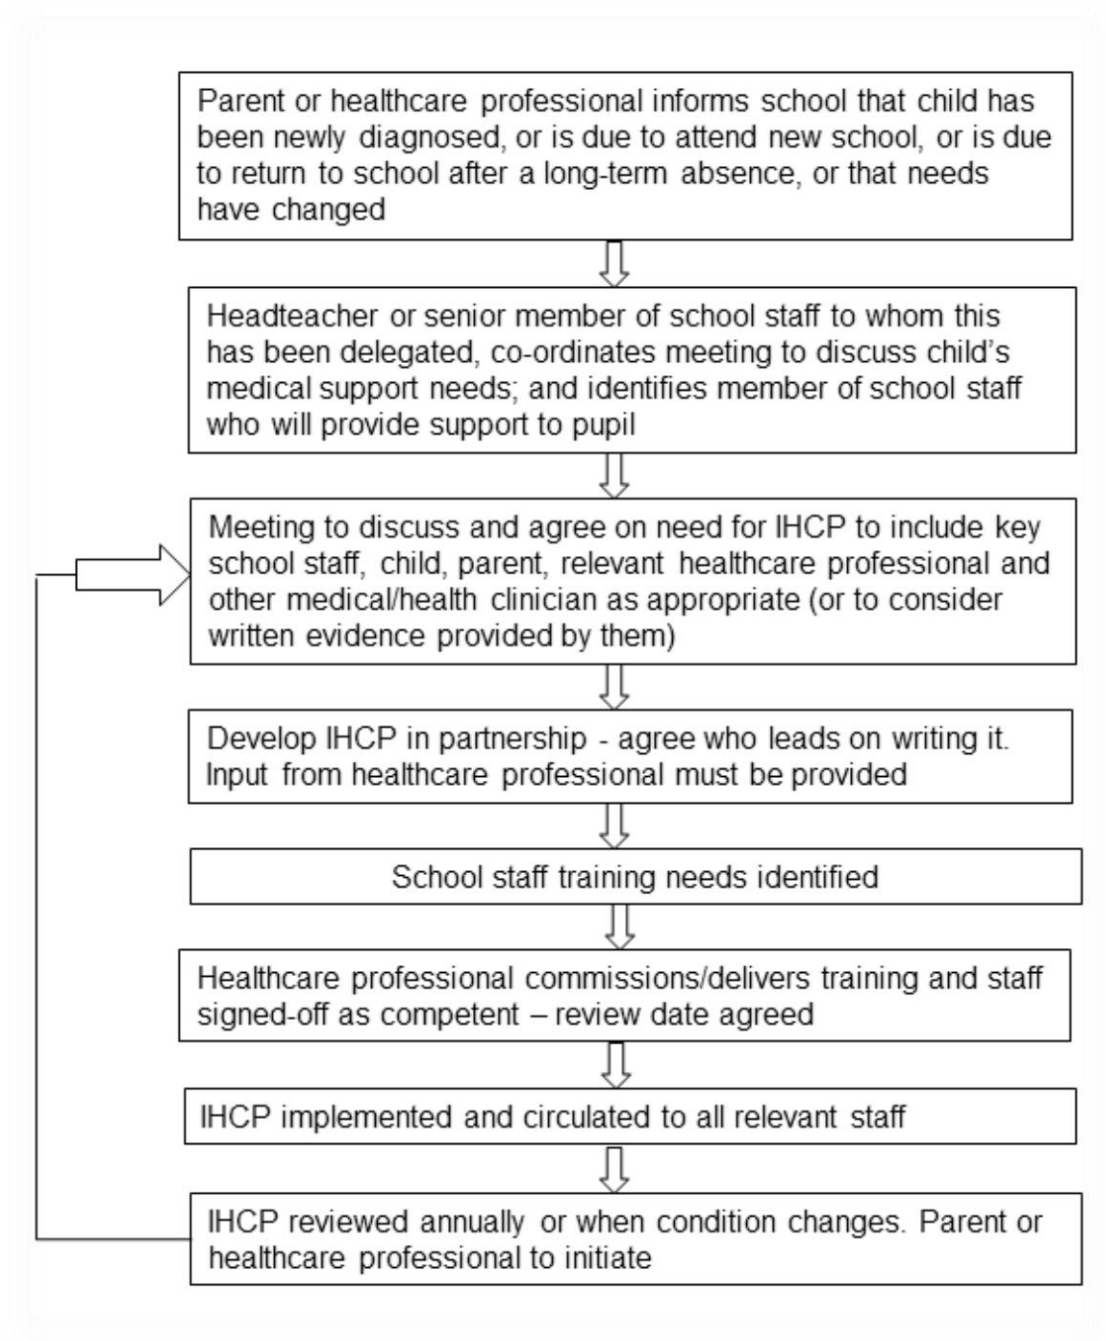 Parent or healthcare professional informs school that child has
been newly diagnosed, or is due to attend new school, or is due
to return to school after a long-term absence, or that needs
have changed
Headteacher or senior member of school staff to whom this
has been delegated, co-ordinates meeting to discuss child's
medical support needs; and identifies member of school staff
who will provide support to pupil
Meeting to discuss and agree on need for IHCP to include key
school staff, child, parent, relevant healthcare professional and
other medical/health clinician as appropriate (or to consider
written evidence provided by them)
Develop IHCP in partnership - agree who leads on writing it.
Input from healthcare professional must be provided
School staff training needs identified
Healthcare professional commissions/delivers training and staff
signed-off as competent – review date agreed
IHCP implemented and circulated to all relevant staff
IHCP reviewed annually or when condition changes. Parent or
healthcare professional to initiate